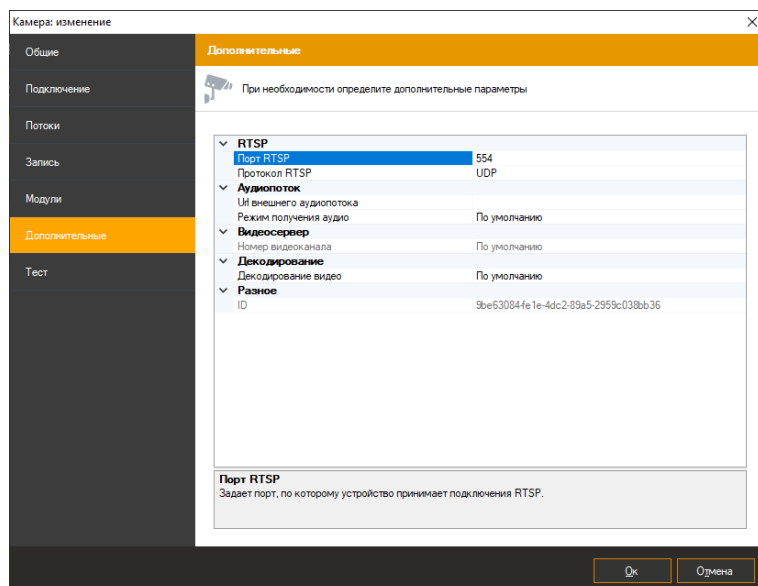 Камера: изменение
Общие
Подключение
Потоки
Запись
Модули
Дополнительные
Тест
Дополнительные
При необходимости определите дополнительные параметры
RTSP
Порт RTSP 554
Протокол RTSP UDP
Аудиопоток
Url внешнего аудиопотока
Режим получения аудио По умолчанию
Видеосервер
Номер видеоканала По умолчанию
Декодирование
Декодирование видео По умолчанию
Разное
ID 9be63084-fe1e-4dc2-89a5-2959c038bb36
Порт RTSP
Задает порт, по которому устройство принимает подключения RTSP.
Ок Отмена